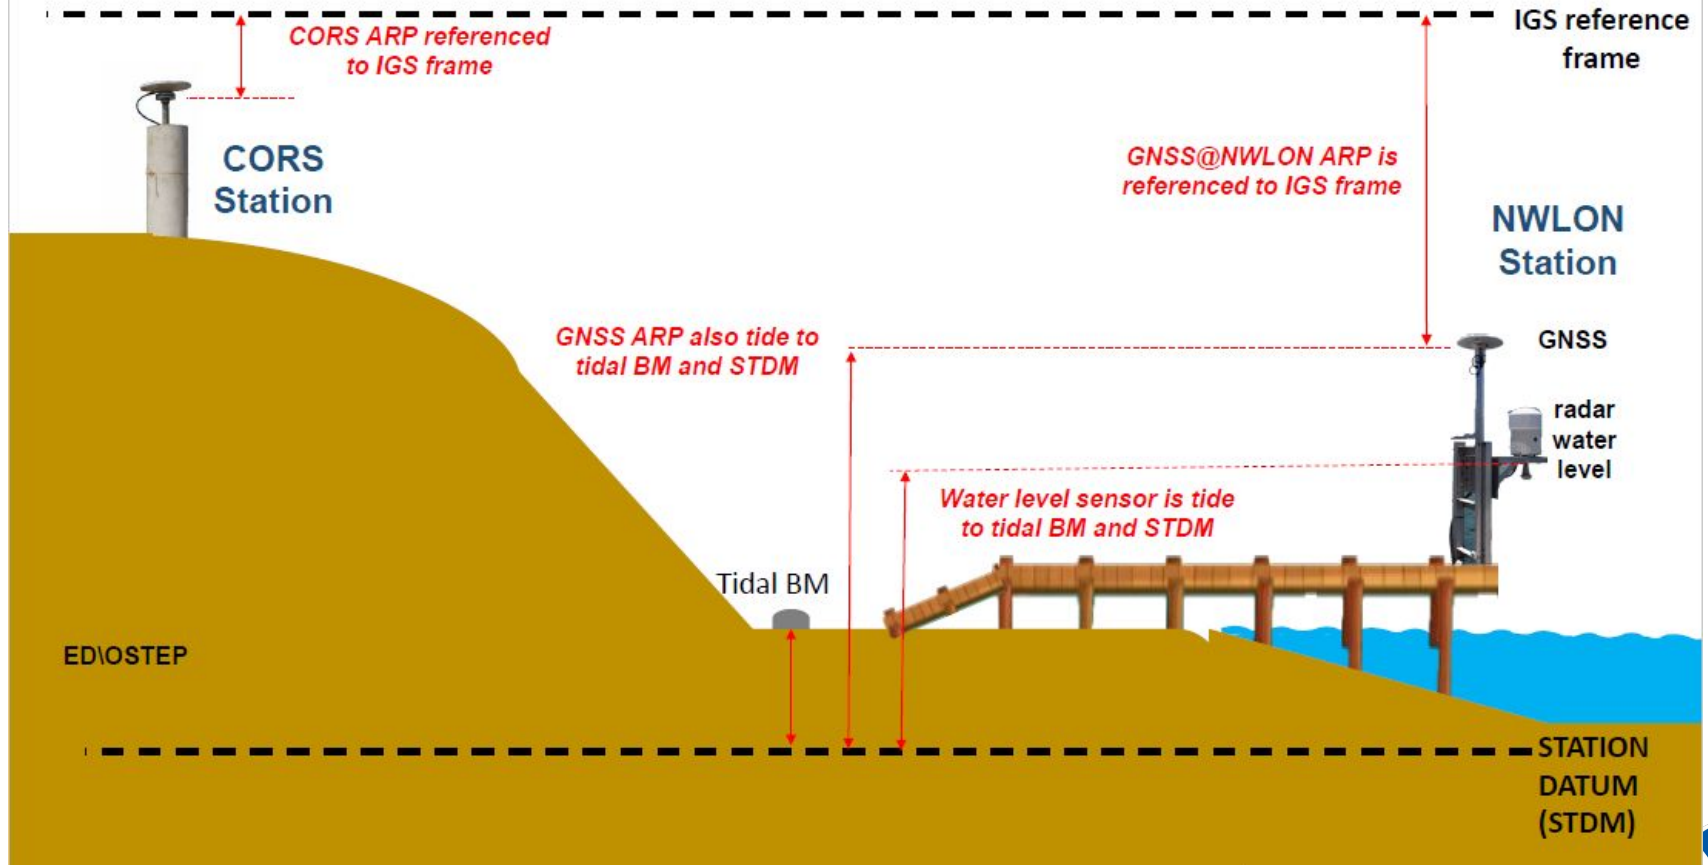 IGS reference
frame
CORS ARP referenced
to IGS frame
CORS
Station
GNSS@NWLON ARP is
referenced to IGS frame
NWLON
Station
GNSS ARP also tide to
tidal BM and STDM
GNSS
radar
water
level
Water level sensor is tide
to tidal BM and STDM
Tidal BM
ED\OSTEP
STATION
DATUM
(STDM)